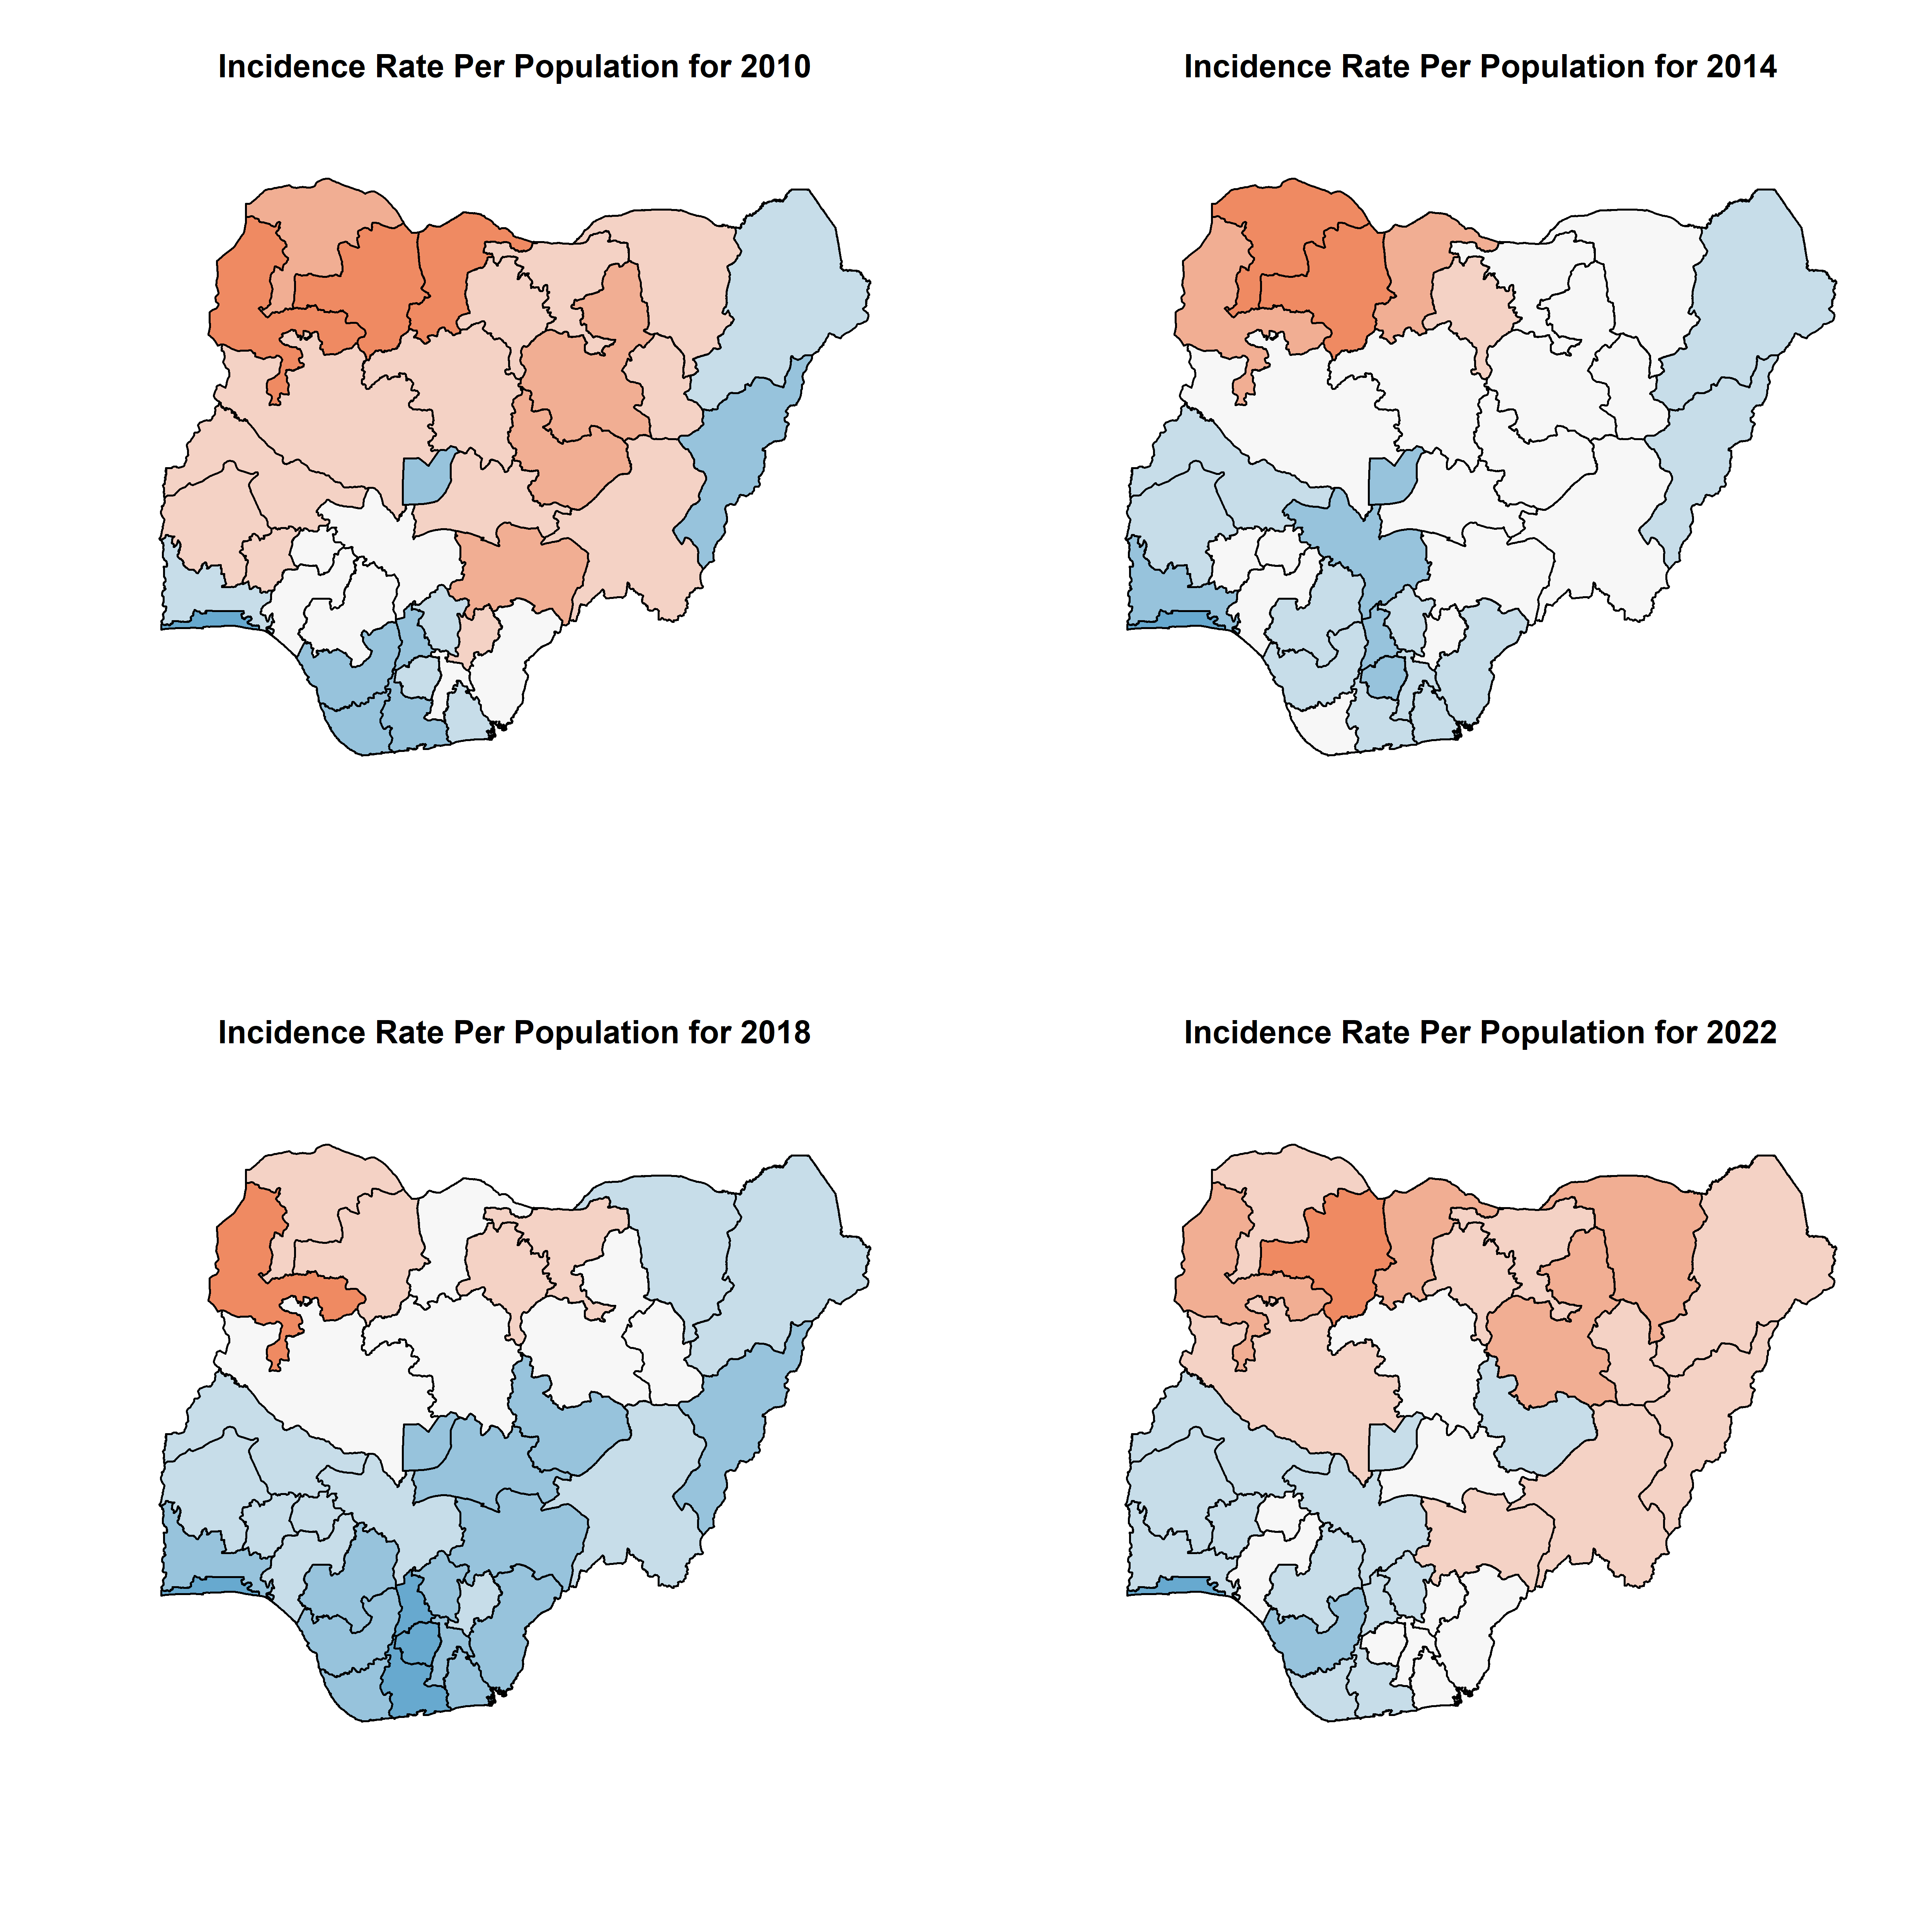 Incidence Rate Per Population for 2010
Incidence Rate Per Population for 2014
Incidence Rate Per Population for 2018
Incidence Rate Per Population for 2022